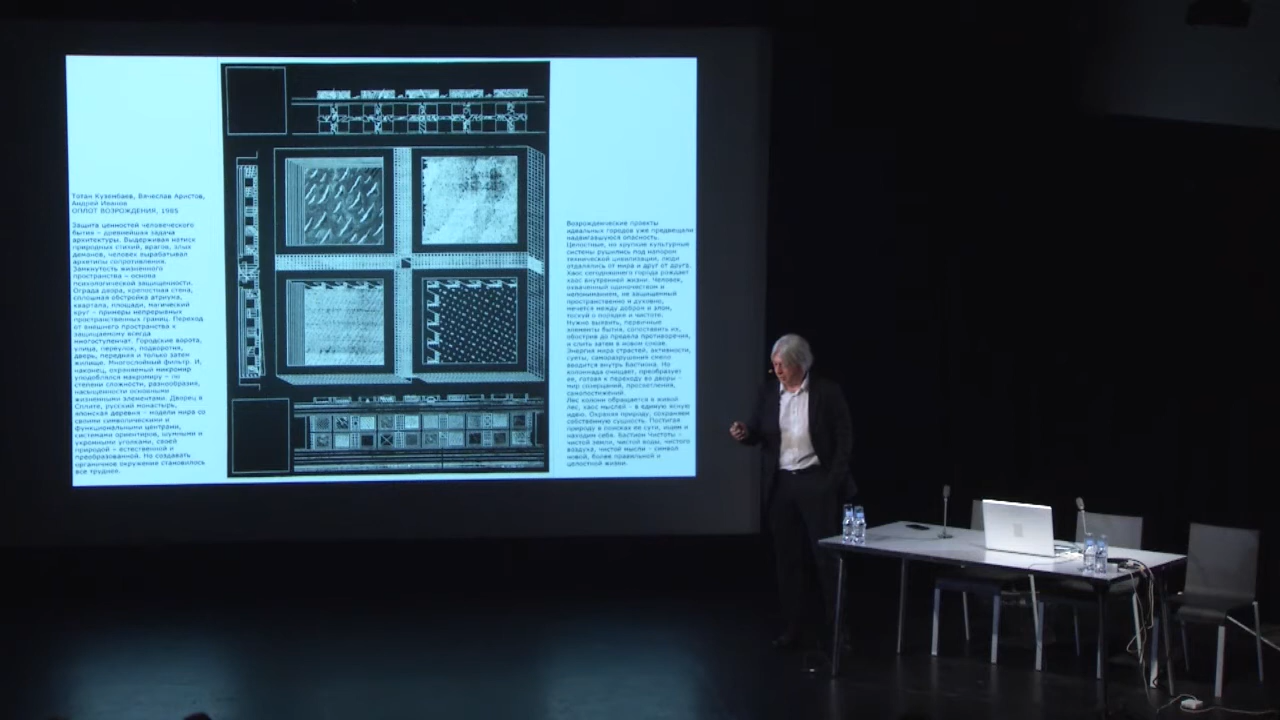 Тотан Кузембаев, Вячеслав Аристов,
Андрей Иванов
ОПЛОТ ВОЗРОЖДЕНИЯ, 1985
Защита ценностей человеческого
бытия – древнейшая задача
архитектуры. Выдерживая натиск
природных стихий, врагов, злых
демонов, человек вырабатывал
архетипы сопротивления.
Замкнутость жизненного
пространства – основа
психологической защищенности.
Ограда двора, крепостная стена,
сплошная обстройка атриума,
квартала, площади, магический
круг – примеры непрерывных
пространственных границ. Переход
от внешнего пространства к
защищаемому всегда
многоступенчат. Городские ворота,
улица, переулок, подворотня,
дверь, передняя и только затем
жилище. Многослойный фильтр. И,
наконец, охраняемый микромир
уподоблялся макромиру – по
степени сложности, разнообразию,
насыщенности основными
жизненными элементами. Дворец в
Сплите, русский монастырь,
японская деревня – модели мира со
своими символическими и
функциональными центрами,
системами ориентиров, шумными и
укромными уголками, своей
природой – естественной и
преобразованной. Но создавать
органичное окружение становилось
все труднее.
Возрожденческие проекты
идеальных городов уже предвещали
надвигавшуюся опасность.
Целостные, но хрупкие культурные
системы рушились под напором
технической цивилизации, люди
отдалялись от мира и друг от друга.
Хаос сегодняшнего города рождает
хаос внутренней жизни. Человек,
охваченный одиночеством и
непониманием, не защищенный
пространственно и духовно,
мечется между добром и злом,
тоскуя о порядке и чистоте.
Нужно выявить, первичные
элементы бытия, сопоставить их,
обострив до предела противоречия,
и слить затем в новом союзе.
Энергия мира страстей, активности,
суеты, саморазрушения смело
вводится внутрь бастиона. Но
колоннада очищает, преобразует
ее, готовя к переходу во дворы –
мир созерцаний, просветления,
самопостижения.
Лес колонн обращается в живой
лес, хаос мыслей – в единую ясную
идею. Охраняя природу, сохраняем
собственную сущность. Постигая
природу в поисках ее сути, ищем и
находим себя. Бастион Чистоты –
чистой земли, чистой воды, чистого
воздуха, чистой мысли – символ
новой, более правильной и
целостной жизни.